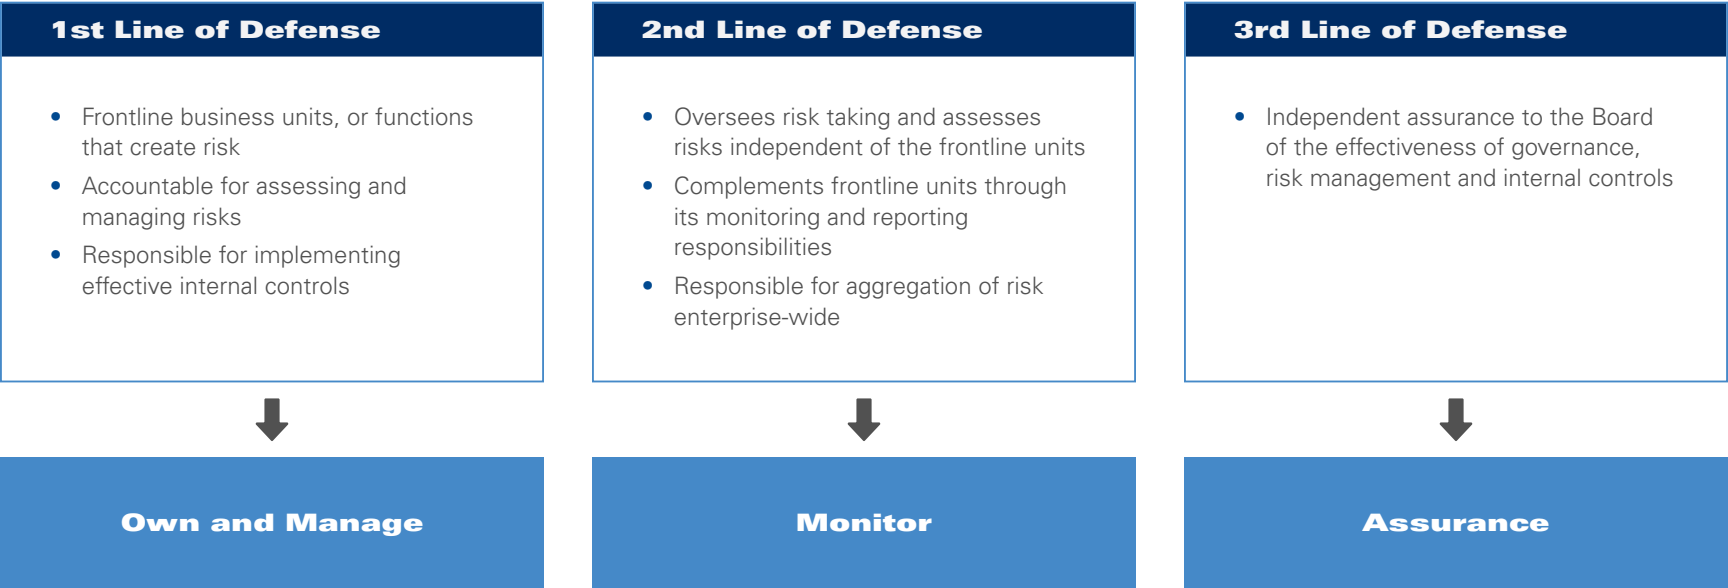 1st Line of Defense
• Frontline business units, or functions
that create risk
• Accountable for assessing and
managing risks
• Responsible for implementing
effective internal controls
Own and Manage
2nd Line of Defense
• Oversees risk taking and assesses
risks independent of the frontline units
• Complements frontline units through
its monitoring and reporting
responsibilities
• Responsible for aggregation of risk
enterprise-wide
Monitor
3rd Line of Defense
• Independent assurance to the Board
of the effectiveness of governance,
risk management and internal controls
Assurance